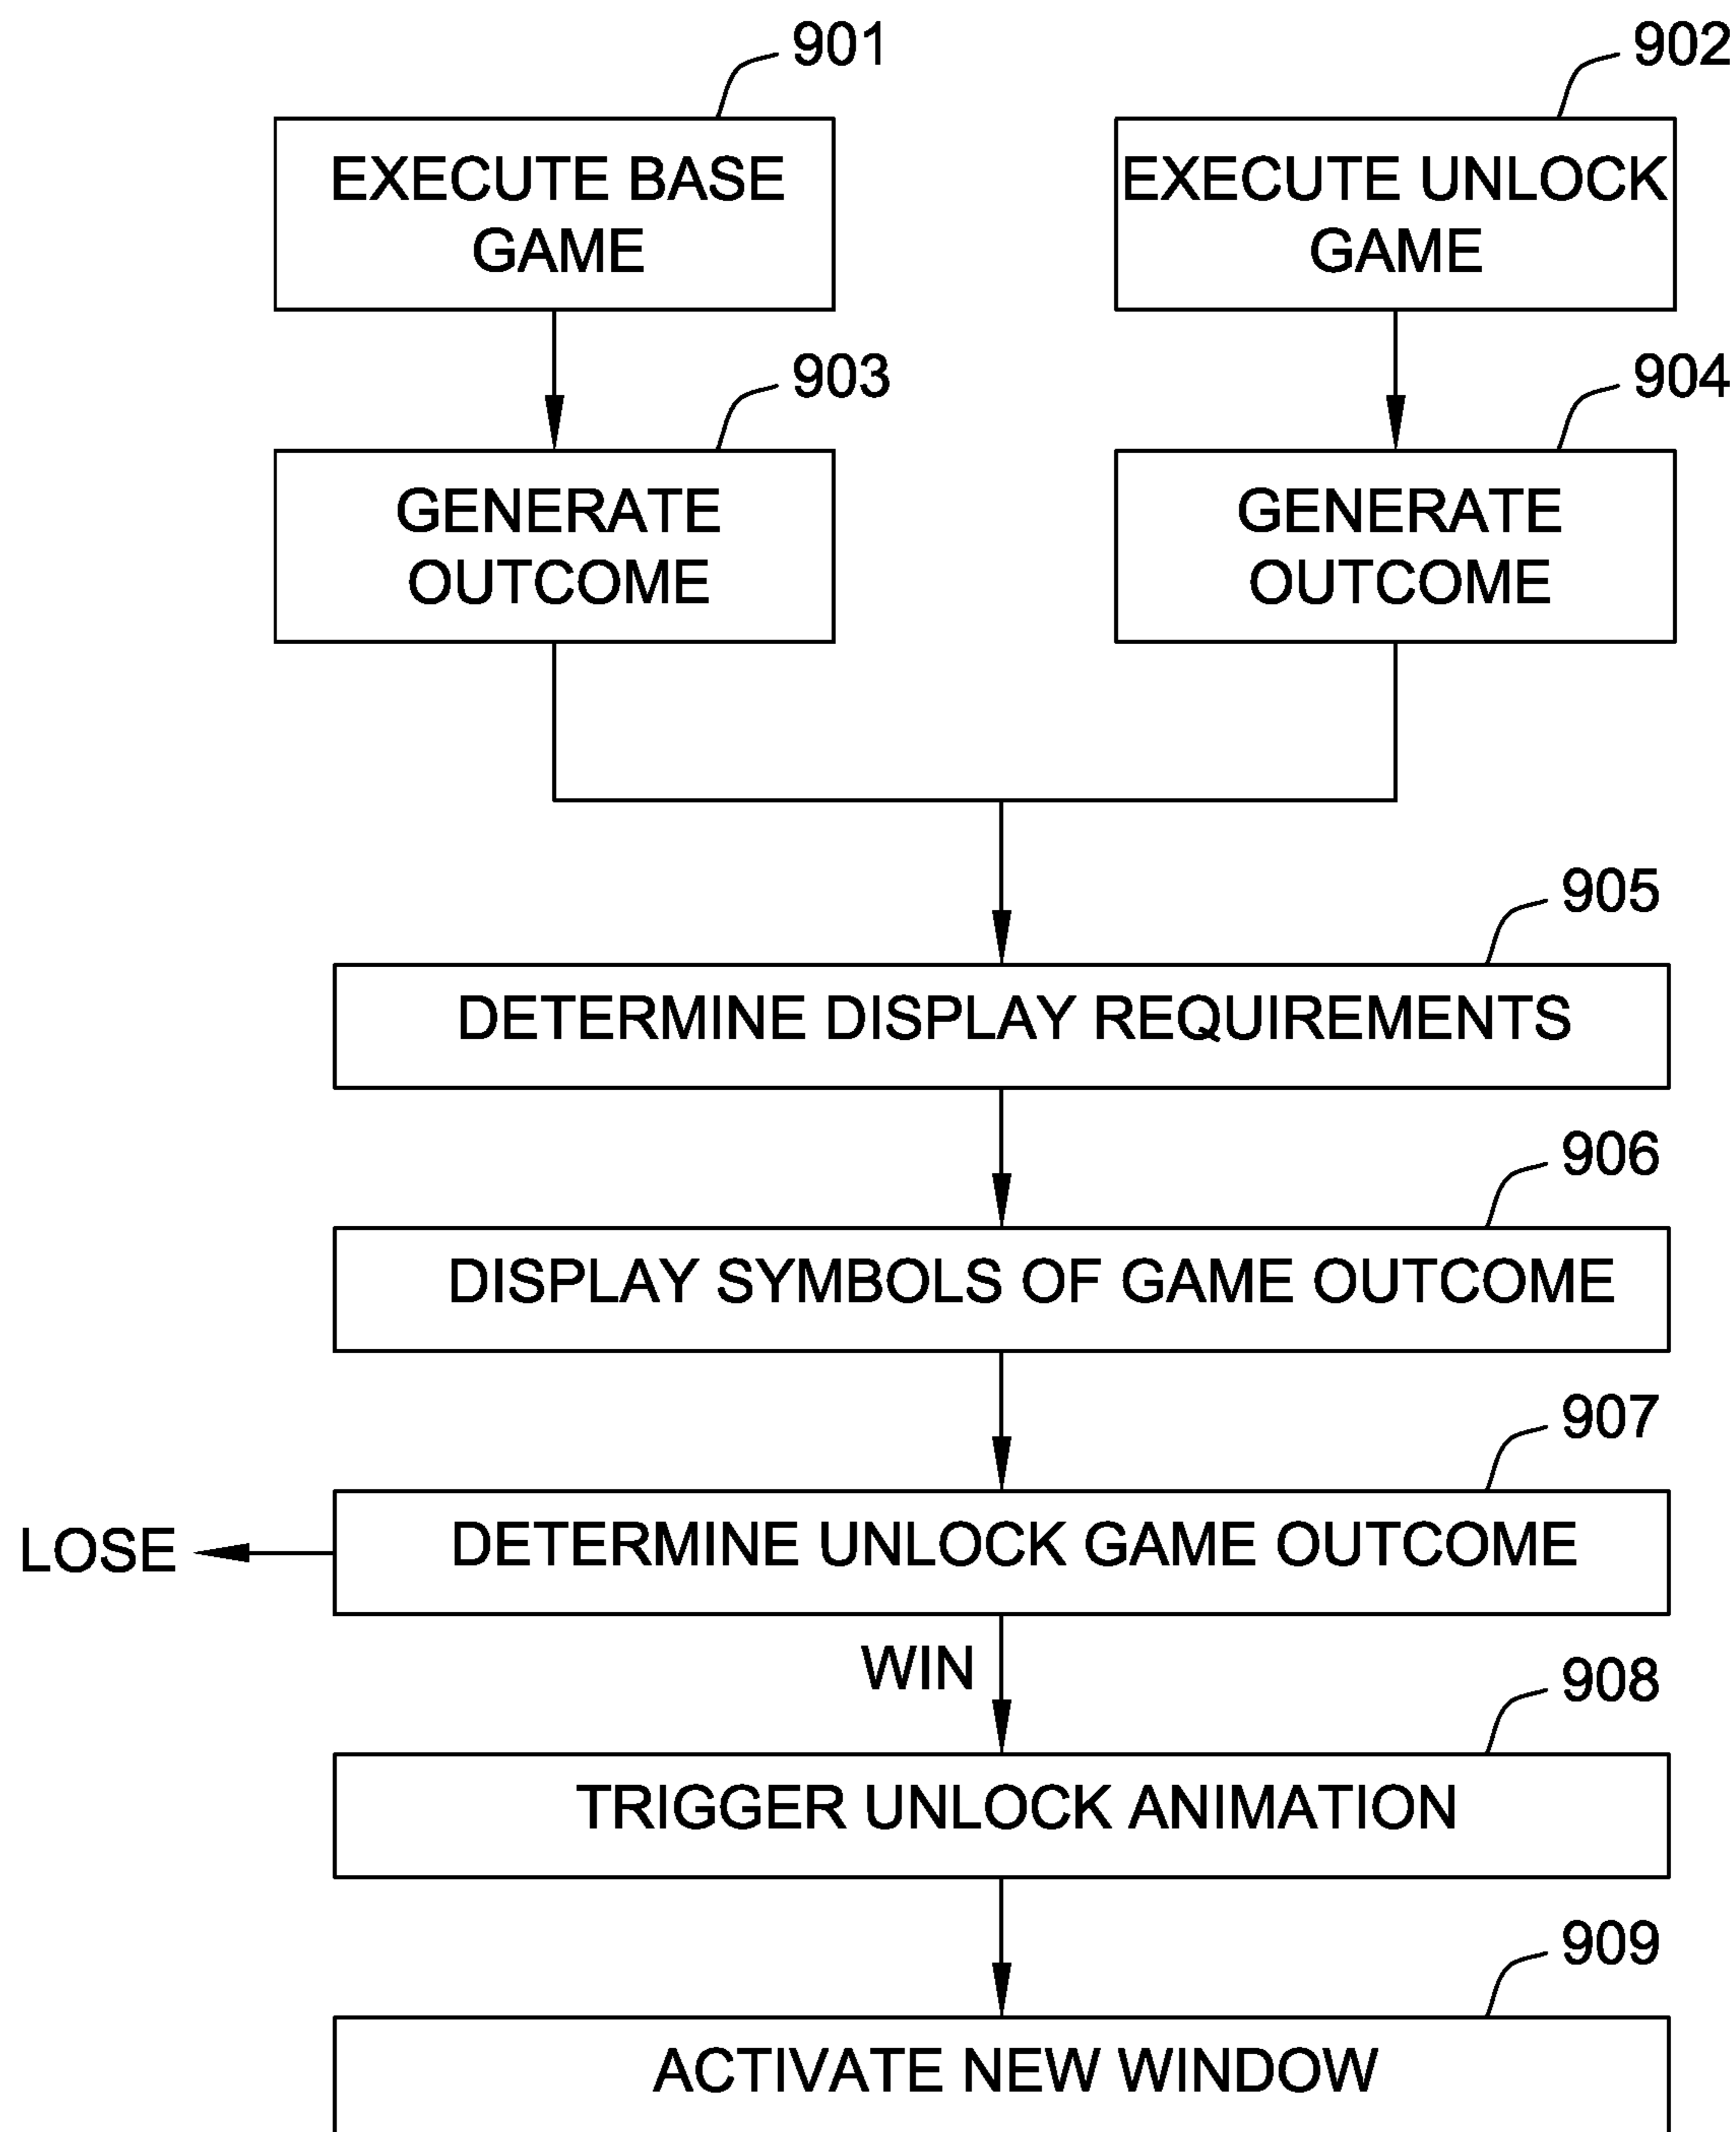 901
902
EXECUTE BASE
GAME
EXECUTE UNLOCK
GAME
903
904
GENERATE
OUTCOME
GENERATE
OUTCOME
905
DETERMINE DISPLAY REQUIREMENTS
906
DISPLAY SYMBOLS OF GAME OUTCOME
907
LOSE
DETERMINE UNLOCK GAME OUTCOME
WIN
908
TRIGGER UNLOCK ANIMATION
909
ACTIVATE NEW WINDOW